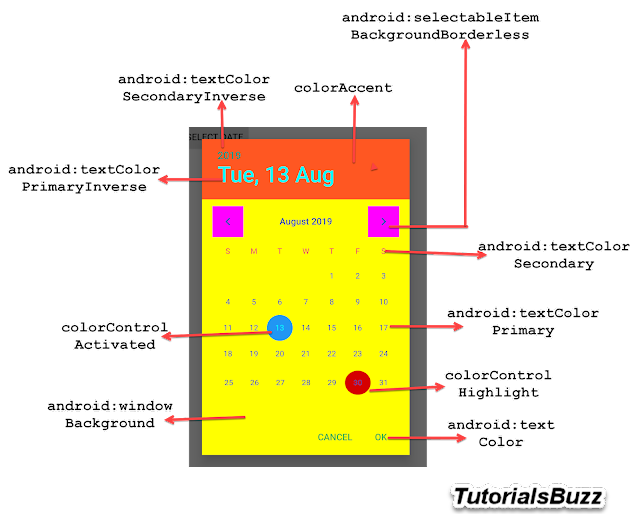 android:selectableItem
BackgroundBorderless
android:textColor
SecondaryInverse
colorAccent
SELECT DATE
2019
android:textColor
PrimaryInverse
Tue, 13 Aug
August 2019
S M T W T F S
android:textColor
Secondary
1 2 3
4 5 6 7 8 9 10
android:textColor
Primary
colorControl
Activated
11 12 13 14 15 16 17
18 19 20 21 22 23 24
25 26 27 28 29 30 31
colorControl
Highlight
android:window
Background
android:text
Color
CANCEL OK
TutorialsBuzz